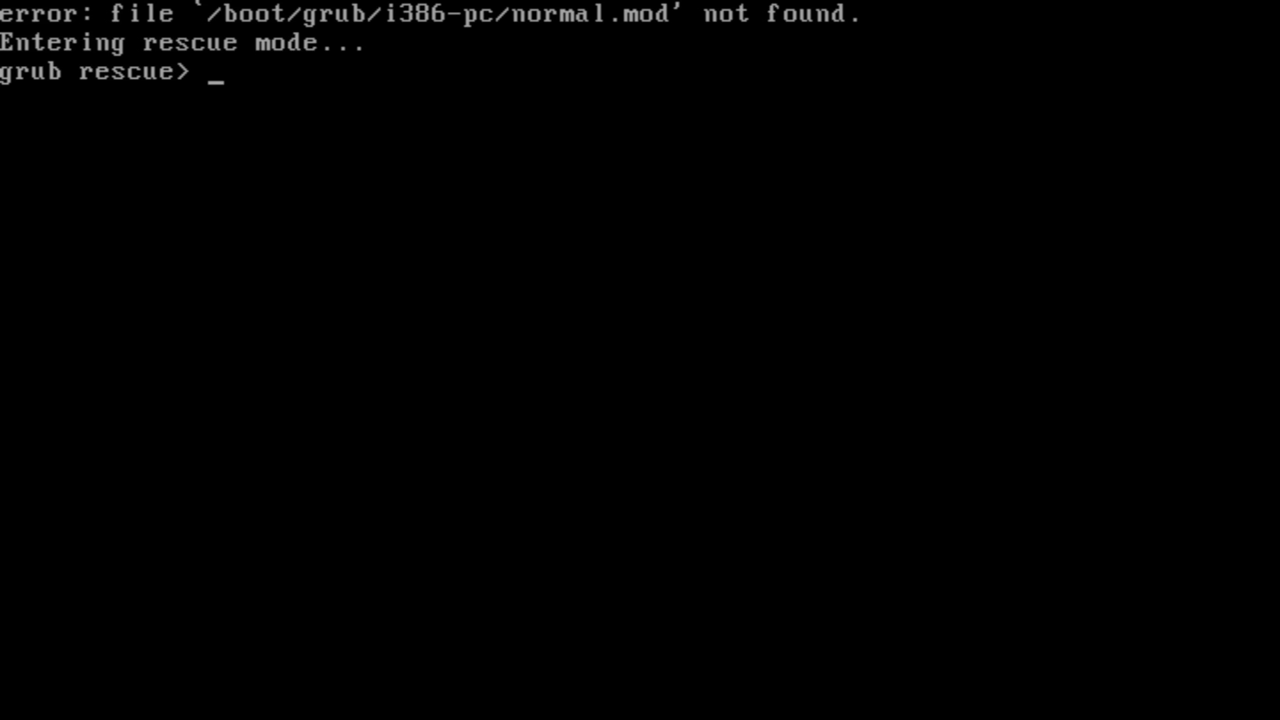 error: file `/boot/grub/i386-pc/normal.mod' not found.
Entering rescue mode...
grub rescue> _